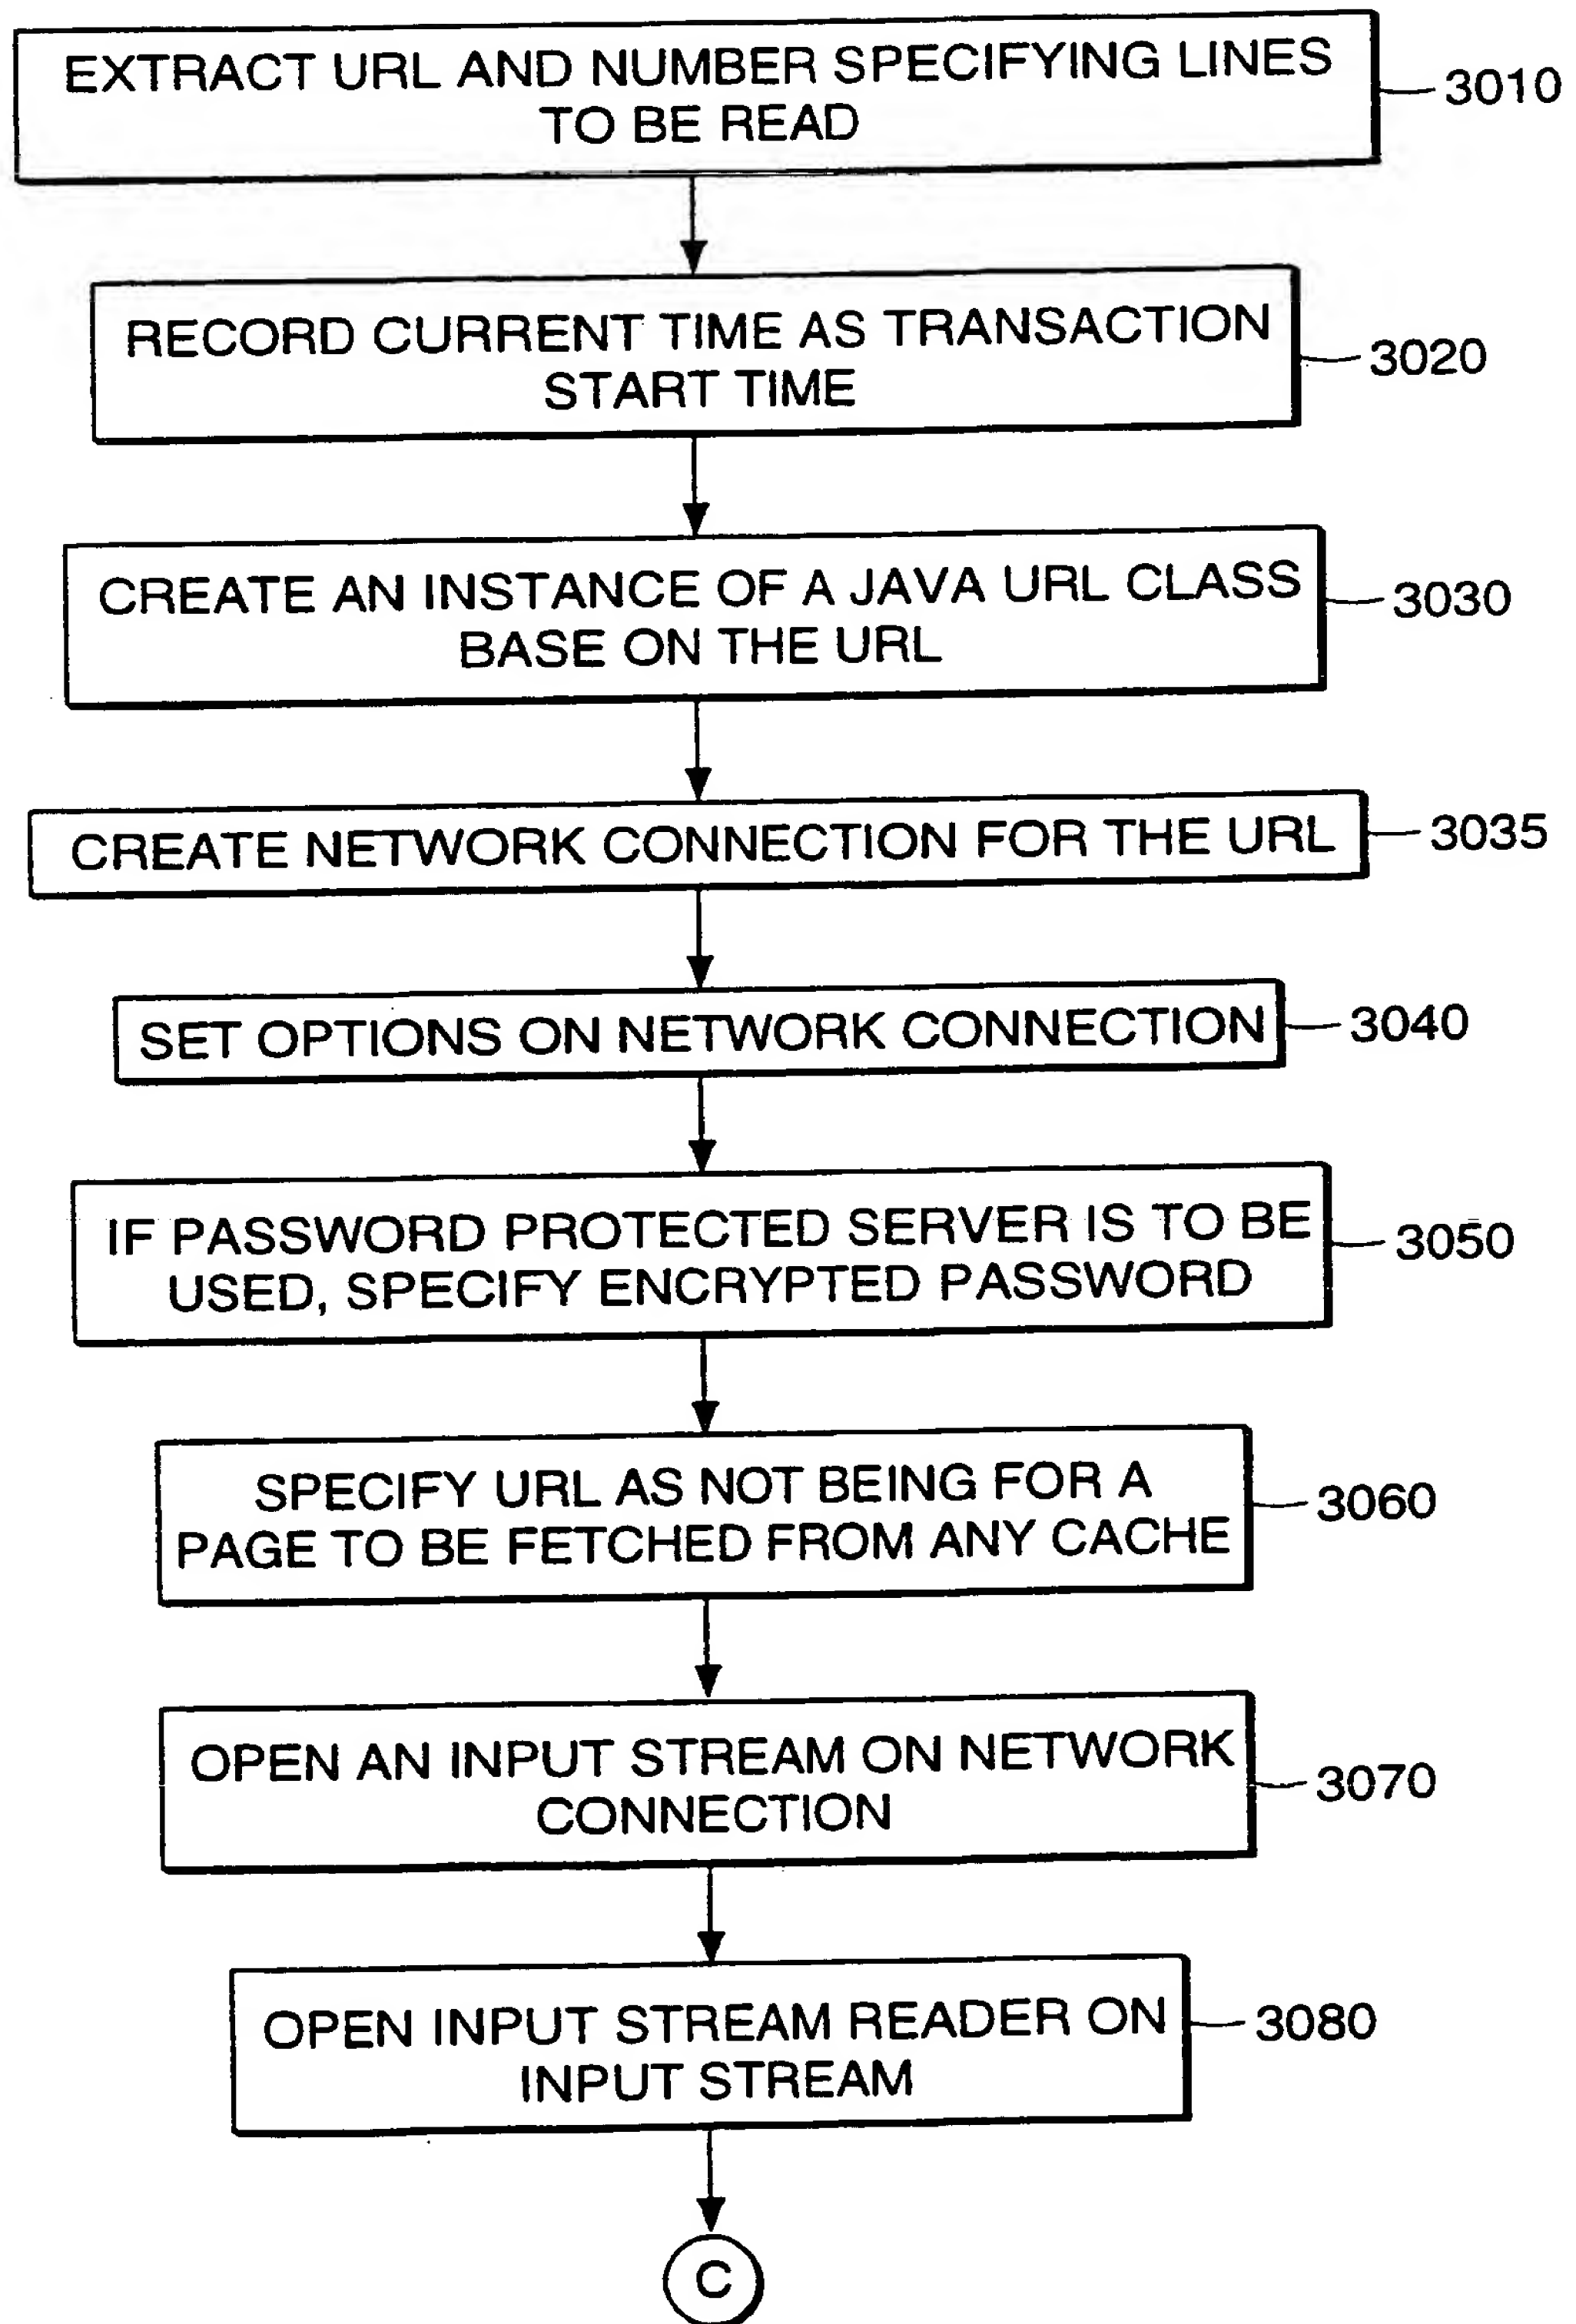 EXTRACT URL AND NUMBER SPECIFYING LINES
TO BE READ
3010
RECORD CURRENT TIME AS TRANSACTION
START TIME
3020
CREATE AN INSTANCE OF A JAVA URL CLASS
BASE ON THE URL
3030
CREATE NETWORK CONNECTION FOR THE URL
3035
SET OPTIONS ON NETWORK CONNECTION
3040
IF PASSWORD PROTECTED SERVER IS TO BE
USED, SPECIFY ENCRYPTED PASSWORD
3050
SPECIFY URL AS NOT BEING FOR A
PAGE TO BE FETCHED FROM ANY CACHE
3060
OPEN AN INPUT STREAM ON NETWORK
CONNECTION
3070
OPEN INPUT STREAM READER ON
INPUT STREAM
3080
C